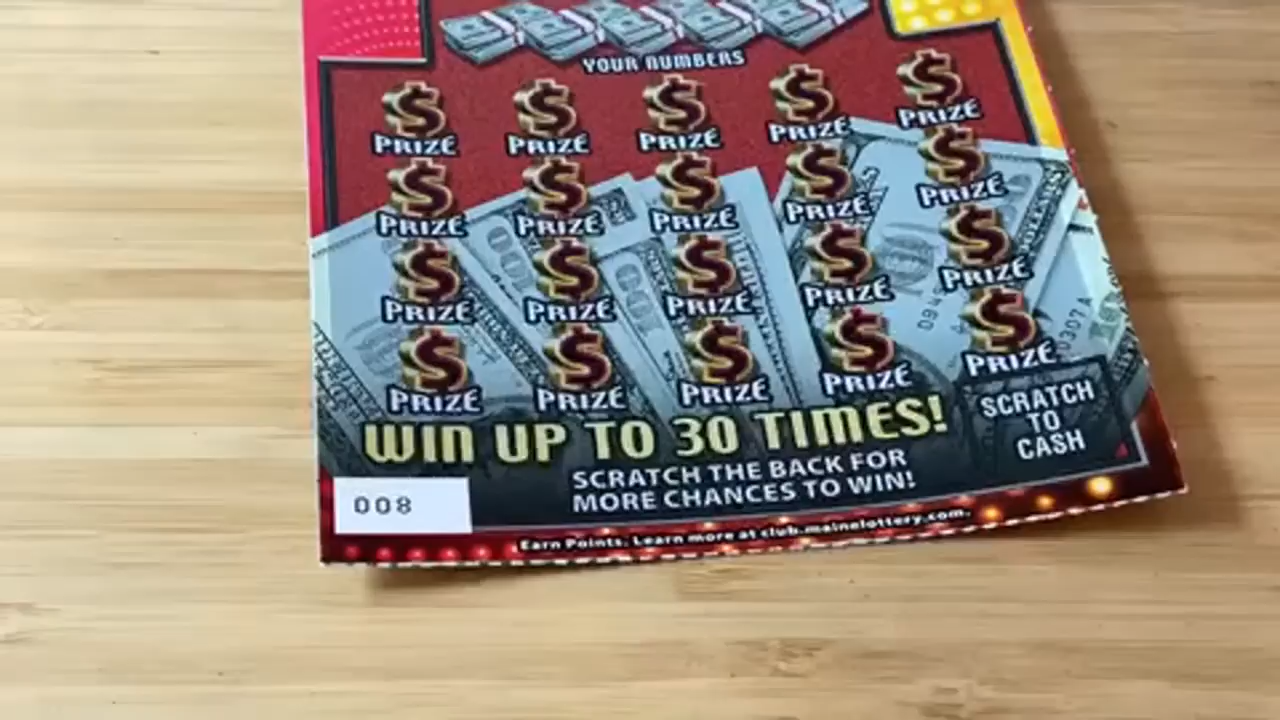 YOUR NUMBERS
$ $ $ $ $
PRIZE PRIZE PRIZE PRIZE PRIZE
$ $ $ $ $
PRIZE PRIZE PRIZE PRIZE PRIZE
$ $ $ $ $
PRIZE PRIZE PRIZE PRIZE PRIZE
$ $ $ $ $
PRIZE PRIZE PRIZE PRIZE PRIZE
WIN UP TO 30 TIMES!
SCRATCH THE BACK FOR
MORE CHANCES TO WIN!
SCRATCH
TO
CASH
008
Earn Points. Learn more at club.mainelottery.com.
100
100